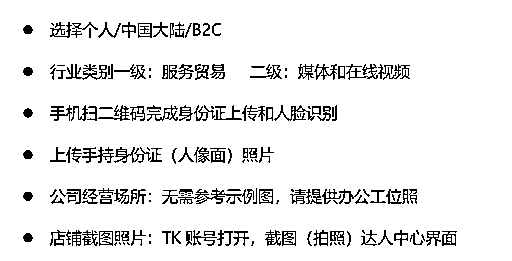 ● 选择个人/中国大陆/B2C
● 行业类别一级：服务贸易 二级：媒体和在线视频
● 手机扫二维码完成身份证上传和人脸识别
● 上传手持身份证（人像面）照片
● 公司经营场所：无需参考示例图，请提供办公工位照
● 店铺截图照片：TK 账号打开，截图（拍照）达人中心界面